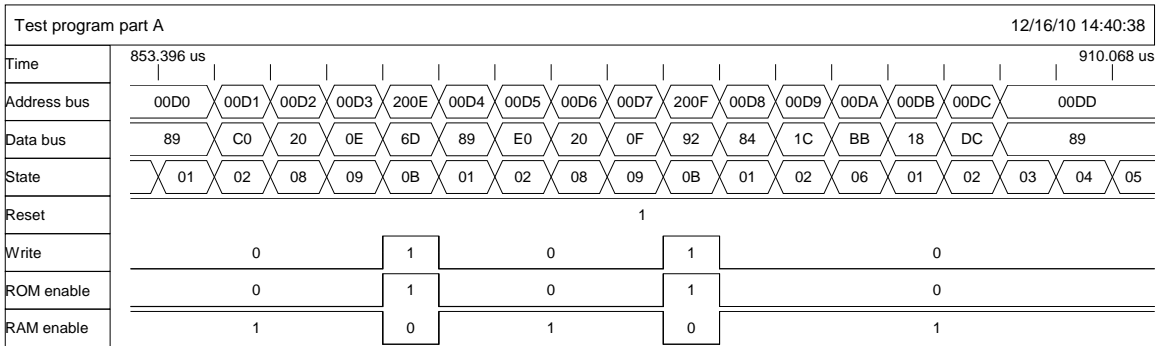 Test program part A 12/16/10 14:40:38
Time 853.396 us 910.068 us
Address bus 00D0 00D1 00D2 00D3 200E 00D4 00D5 00D6 00D7 200F 00D8 00D9 00DA 00DB 00DC 00DD
Data bus 89 C0 20 0E 6D 89 E0 20 0F 92 84 1C BB 18 DC 89
State 01 02 08 09 0B 01 02 08 09 0B 01 02 06 01 02 03 04 05
Reset 1
Write 0 1 0 1 0
ROM enable 0 1 0 1 0
RAM enable 1 0 1 0 1